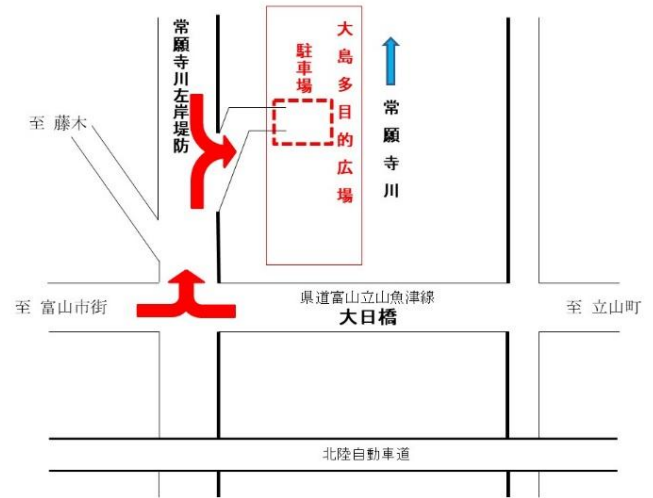 常願寺川左岸堤防
駐車場
大島多目的広場
常願寺川
至 藤木
至 富山市街
県道富山立山魚津線
大日橋
至 立山町
北陸自動車道